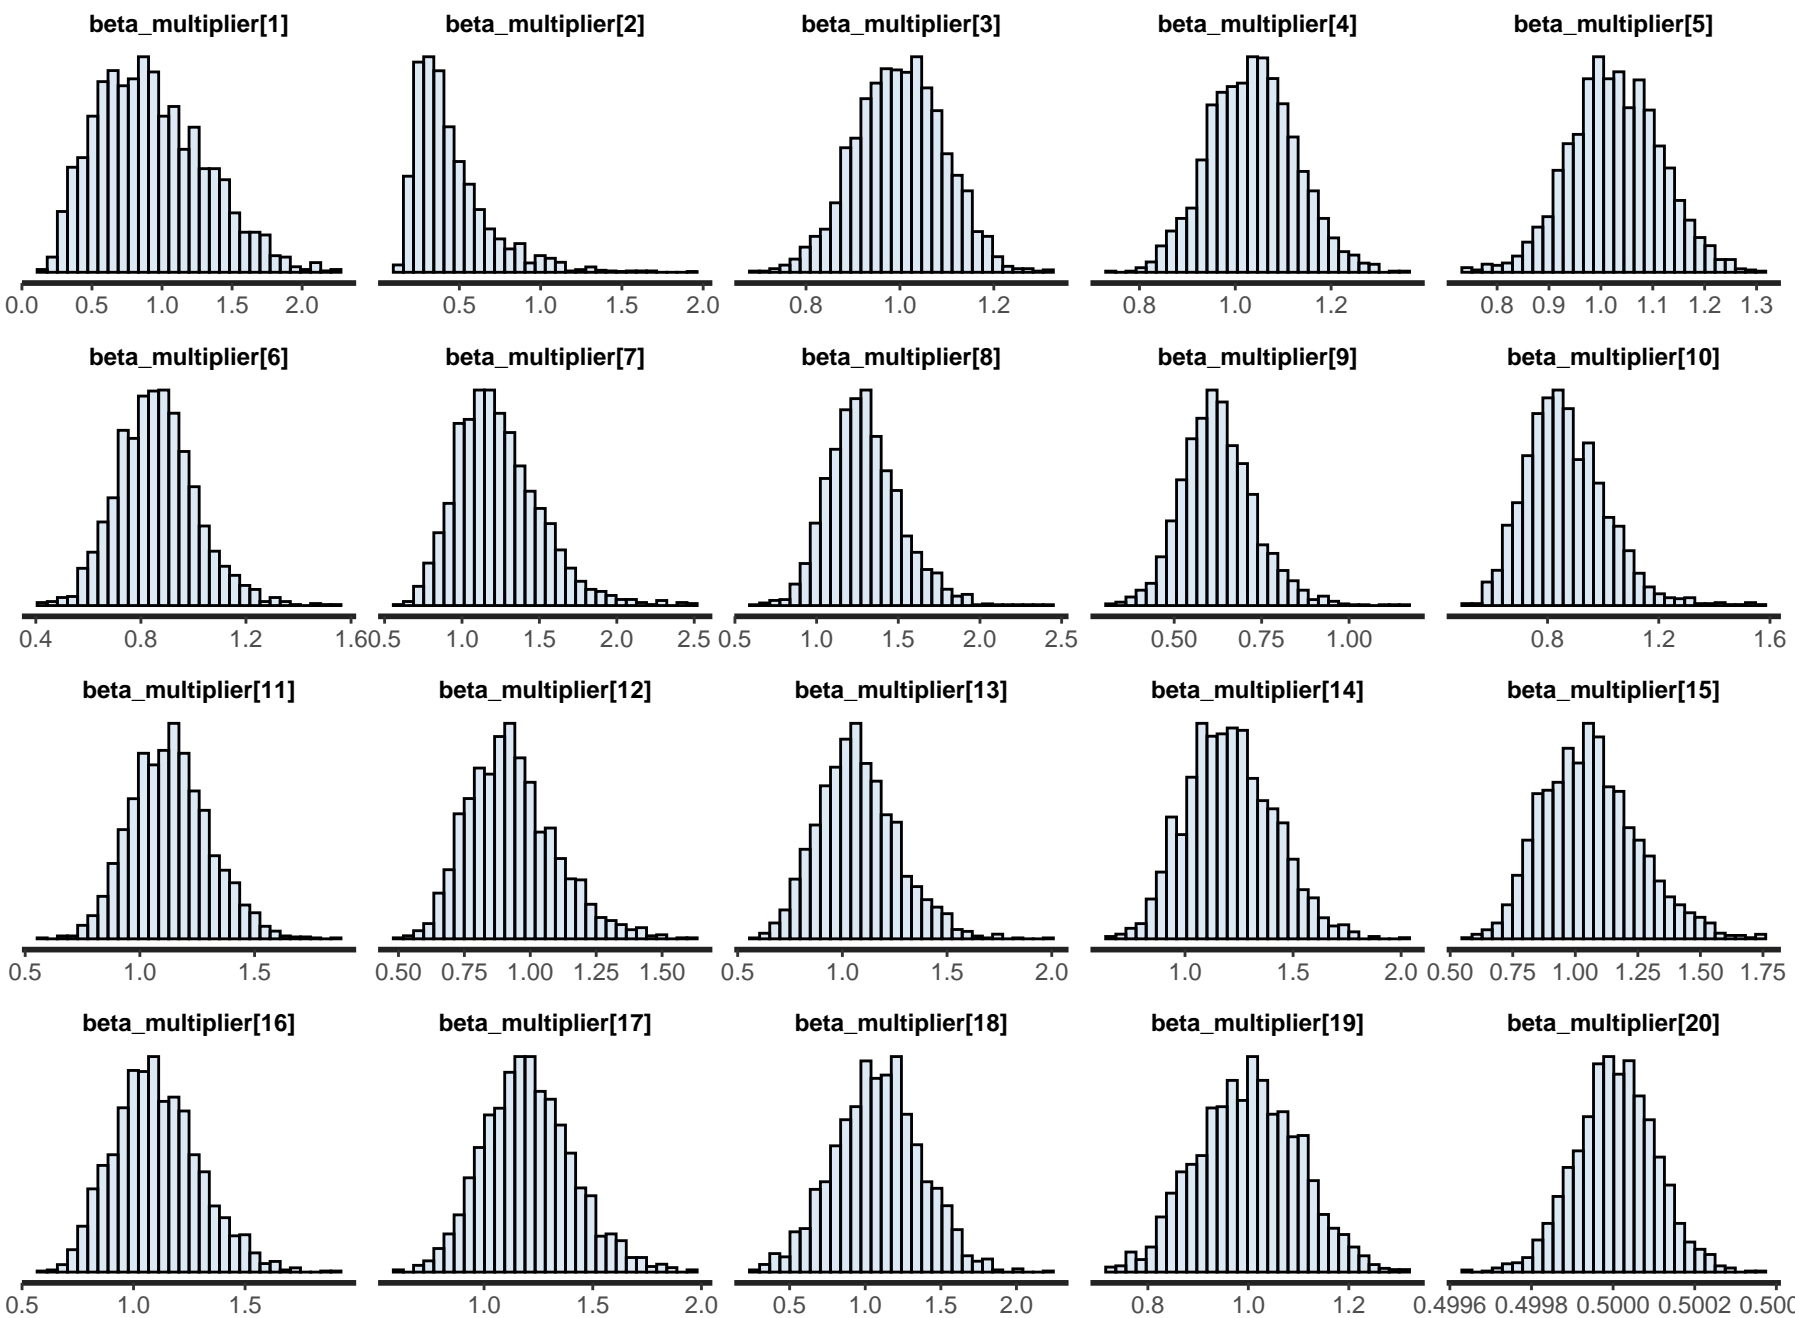 beta_multiplier[1] beta_multiplier[2] beta_multiplier[3] beta_multiplier[4] beta_multiplier[5]
0.0 0.5 1.0 1.5 2.0 0.5 1.0 1.5 2.0 0.8 1.0 1.2 0.8 1.0 1.2 0.8 0.9 1.0 1.1 1.2 1.3
beta_multiplier[6] beta_multiplier[7] beta_multiplier[8] beta_multiplier[9] beta_multiplier[10]
0.4 0.8 1.2 1.6 0.5 1.0 1.5 2.0 2.5 0.5 1.0 1.5 2.0 2.5 0.50 0.75 1.00 0.8 1.2 1.6
beta_multiplier[11] beta_multiplier[12] beta_multiplier[13] beta_multiplier[14] beta_multiplier[15]
0.5 1.0 1.5 0.50 0.75 1.00 1.25 1.50 0.5 1.0 1.5 2.0 1.0 1.5 2.0 0.50 0.75 1.00 1.25 1.50 1.75
beta_multiplier[16] beta_multiplier[17] beta_multiplier[18] beta_multiplier[19] beta_multiplier[20]
0.5 1.0 1.5 1.0 1.5 2.0 0.5 1.0 1.5 2.0 0.8 1.0 1.2 0.4996 0.4998 0.5000 0.5002